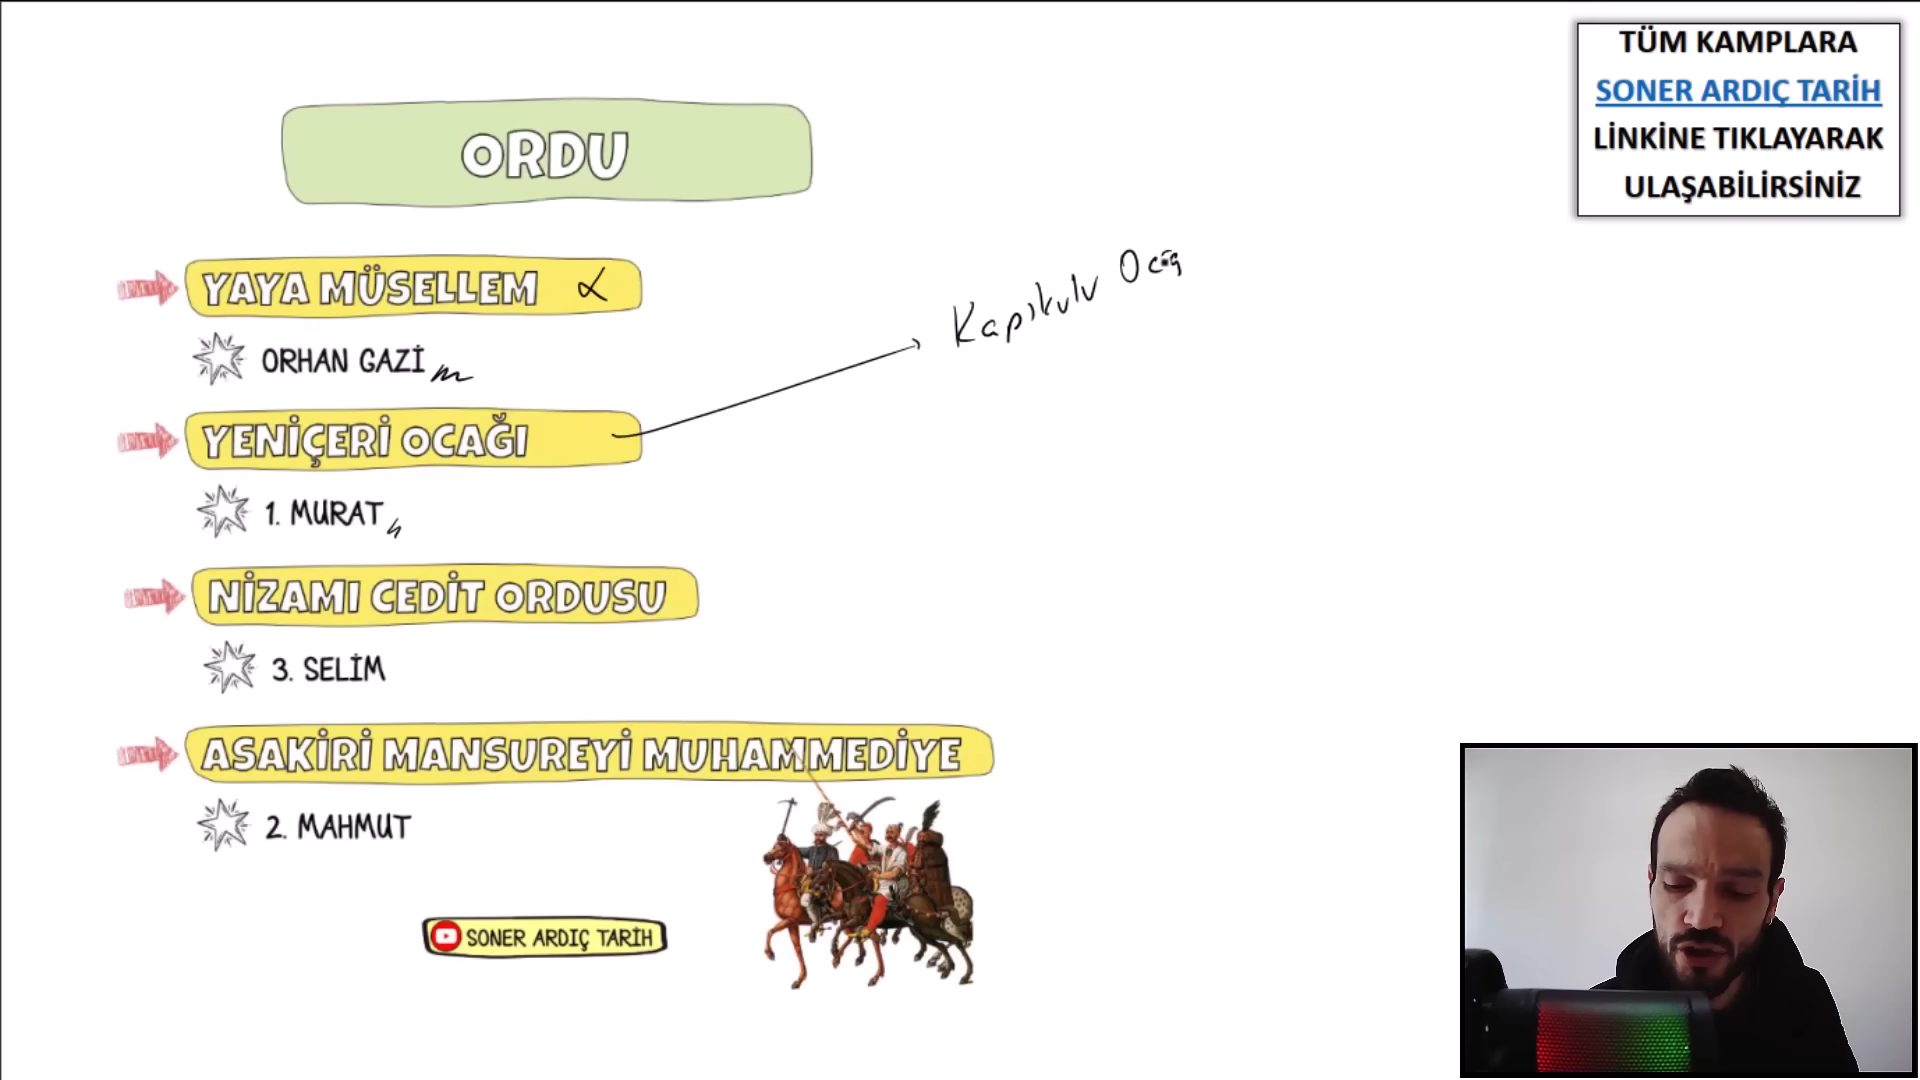 TÜM KAMPLARA
SONER ARDIÇ TARİH
LİNKİNE TIKLAYARAK
ULAŞABİLİRSİNİZ
ORDU
YAYA MÜSELLEM
ORHAN GAZİ
YENİÇERİ OCAĞI
Kapıkulu Ocağ
1. MURAT
NİZAMI CEDİT ORDUSU
3. SELİM
ASAKİRİ MANSUREYİ MUHAMMEDİYE
2. MAHMUT
SONER ARDIÇ TARİH